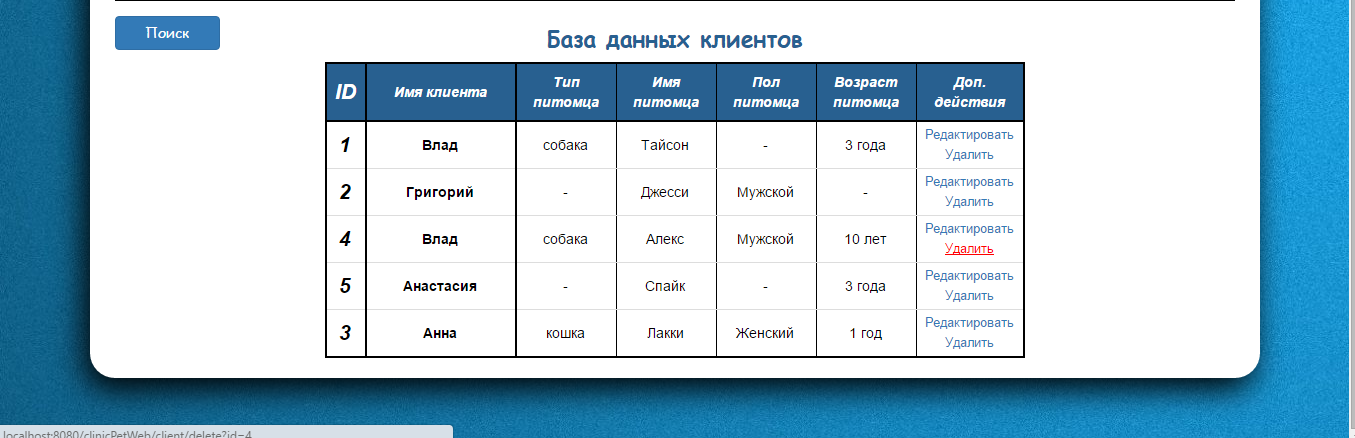 Поиск
База данных клиентов
ID Имя клиента Тип питомца Имя питомца Пол питомца Возраст питомца Доп. действия
1 Влад собака Тайсон - 3 года Редактировать Удалить
2 Григорий - Джесси Мужской - Редактировать Удалить
4 Влад собака Алекс Мужской 10 лет Редактировать Удалить
5 Анастасия - Спайк - 3 года Редактировать Удалить
3 Анна кошка Лакки Женский 1 год Редактировать Удалить
localhost:8080/clinicPetWeb/client/delete?id=4